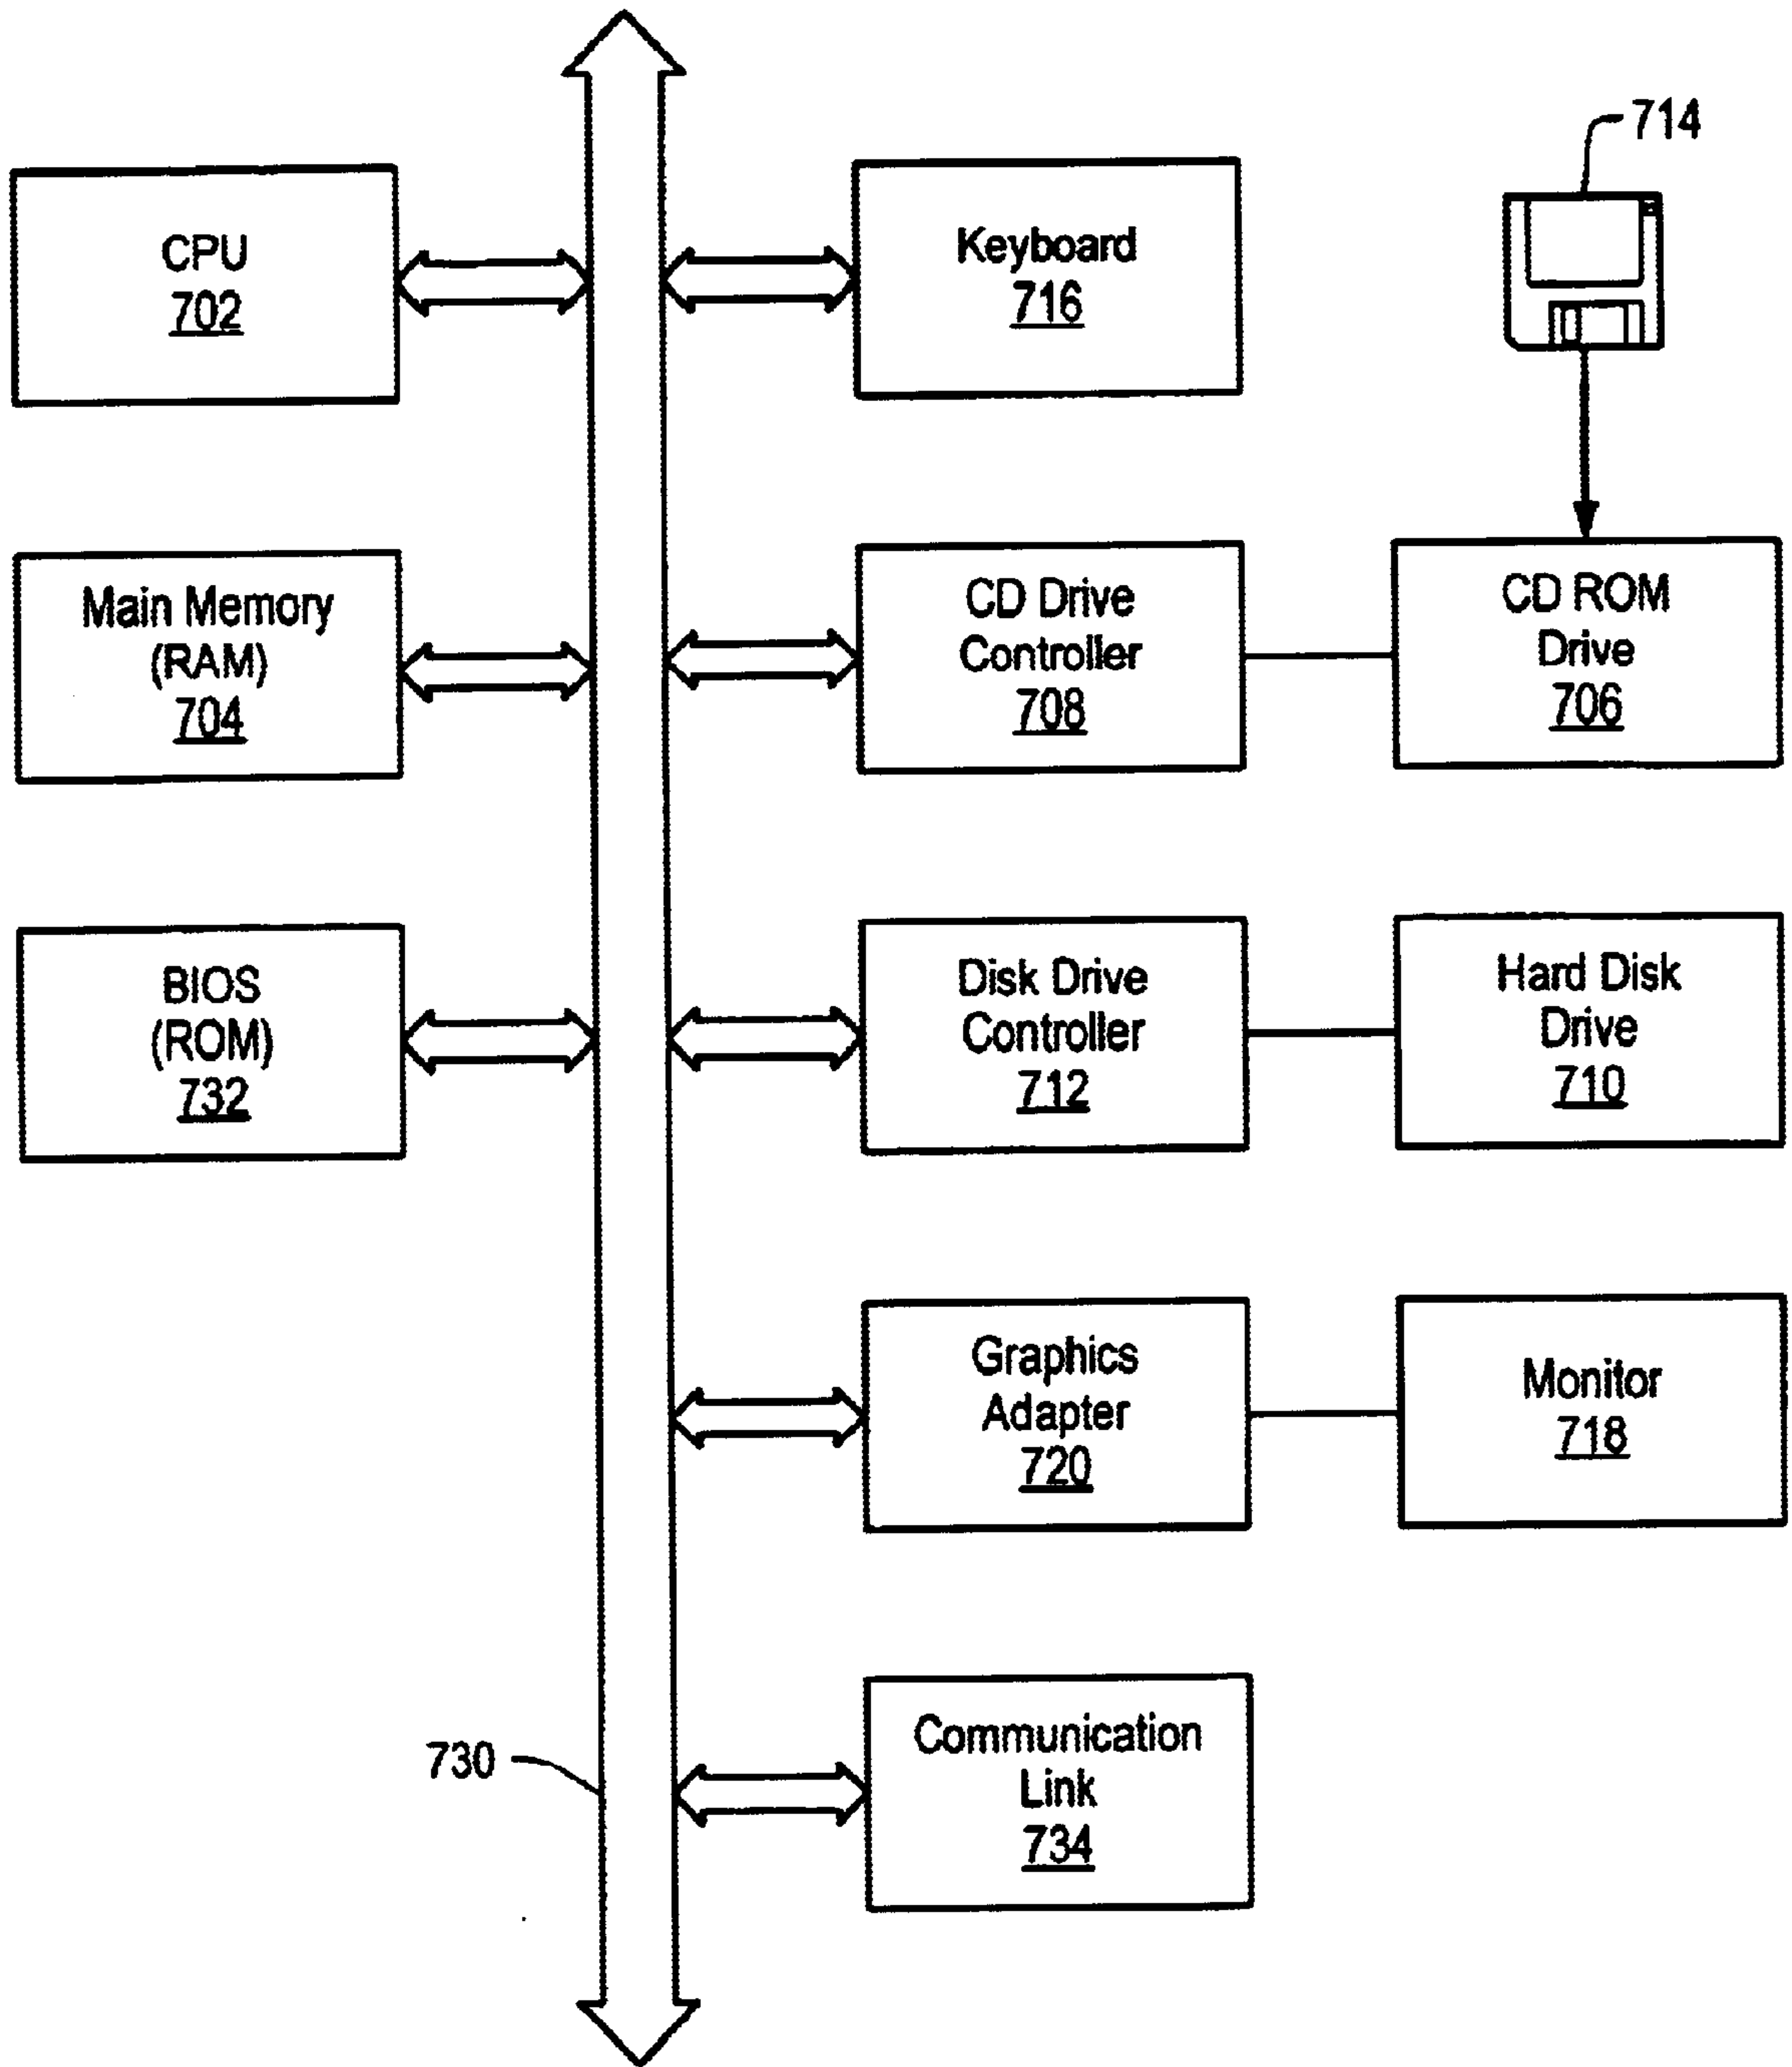 714
CPU
702
Keyboard
716
Main Memory
(RAM)
704
CD Drive
Controller
708
CD ROM
Drive
706
BIOS
(ROM)
732
Disk Drive
Controller
712
Hard Disk
Drive
710
Graphics
Adapter
720
Monitor
718
730
Communication
Link
734